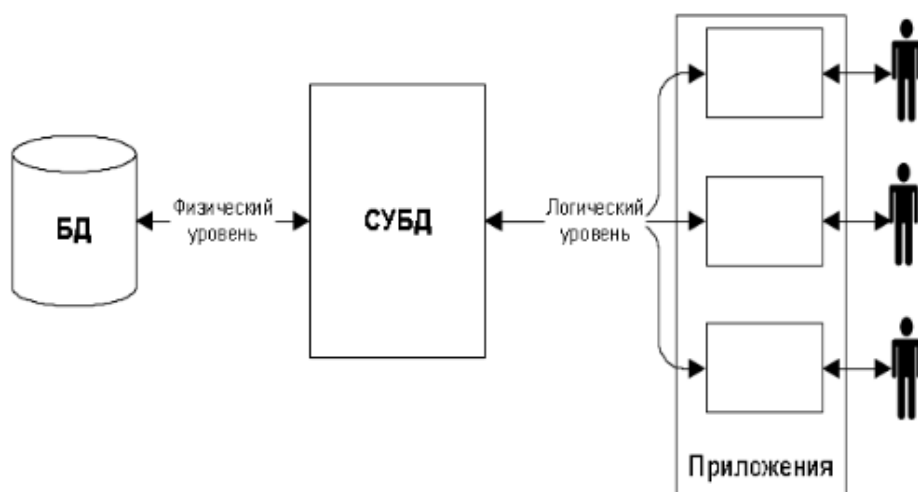 БД
Физический
уровень
СУБД
Логический
уровень
Приложения